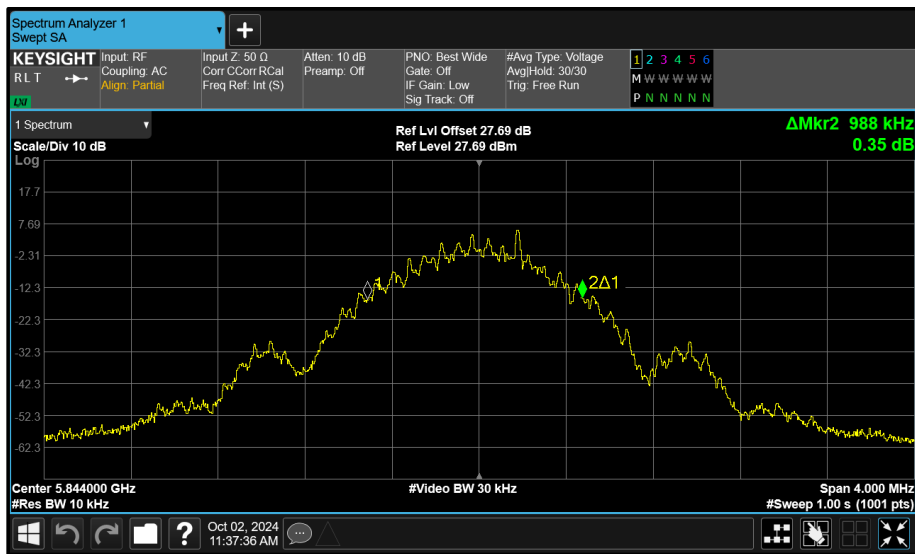 Spectrum Analyzer 1
Swept SA
KEYSIGHT
R L T
LXI
Input: RF
Coupling: AC
Align: Partial
Input Z: 50 Ω
Corr CCorr RCal
Freq Ref: Int (S)
Atten: 10 dB
Preamp: Off
PNO: Best Wide
Gate: Off
IF Gain: Low
Sig Track: Off
#Avg Type: Voltage
Avg|Hold: 30/30
Trig: Free Run
1 2 3 4 5 6
M W W W W W
P N N N N N
1 Spectrum
Scale/Div 10 dB
Ref Lvl Offset 27.69 dB
Ref Level 27.69 dBm
ΔMkr2 988 kHz
0.35 dB
Log
17.7
7.69
-2.31
-12.3
-22.3
-32.3
-42.3
-52.3
-62.3
1
2Δ1
Center 5.844000 GHz
#Res BW 10 kHz
#Video BW 30 kHz
Span 4.000 MHz
#Sweep 1.00 s (1001 pts)
?
Oct 02, 2024
11:37:36 AM